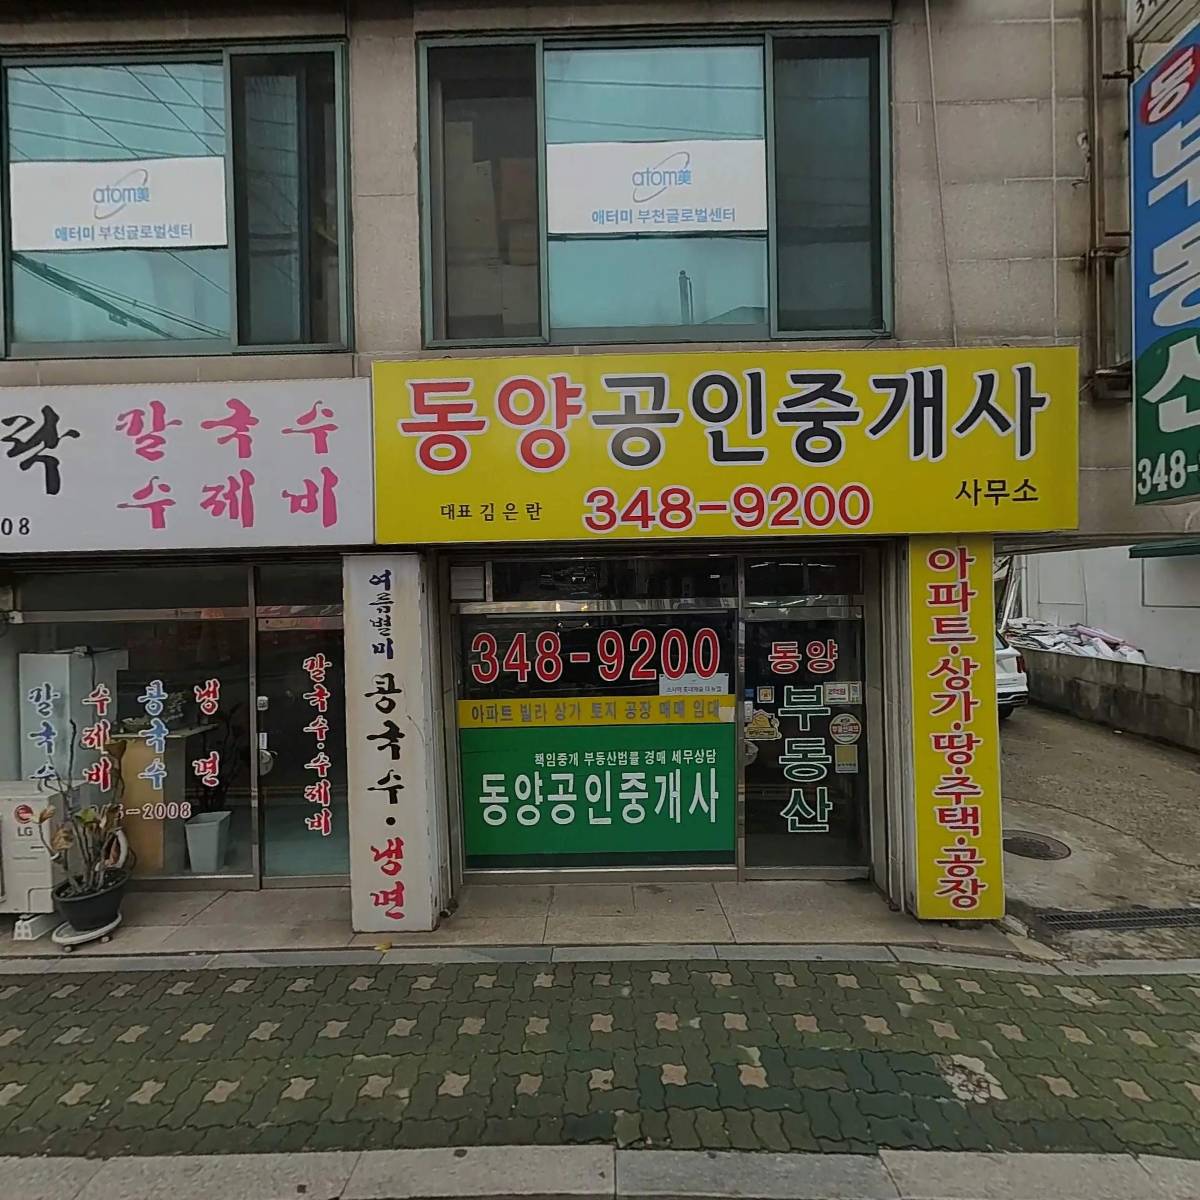 atom美
애터미 부천글로벌센터
atom美
애터미 부천글로벌센터
락
칼국수
수제비
08
동양공인중개사
대표 김은란
348-9200
사무소
동
부동산
348-
칼국수
수제비
콩국수
냉면
2008
칼국수·수제비
LG
여름별미
콩국수·냉면
348-9200
아파트 빌라 상가 토지 공장 매매 임대
책임중개 부동산법률 경매 세무상담
동양공인중개사
동양
부동산
아파트·상가·땅·주택·공장